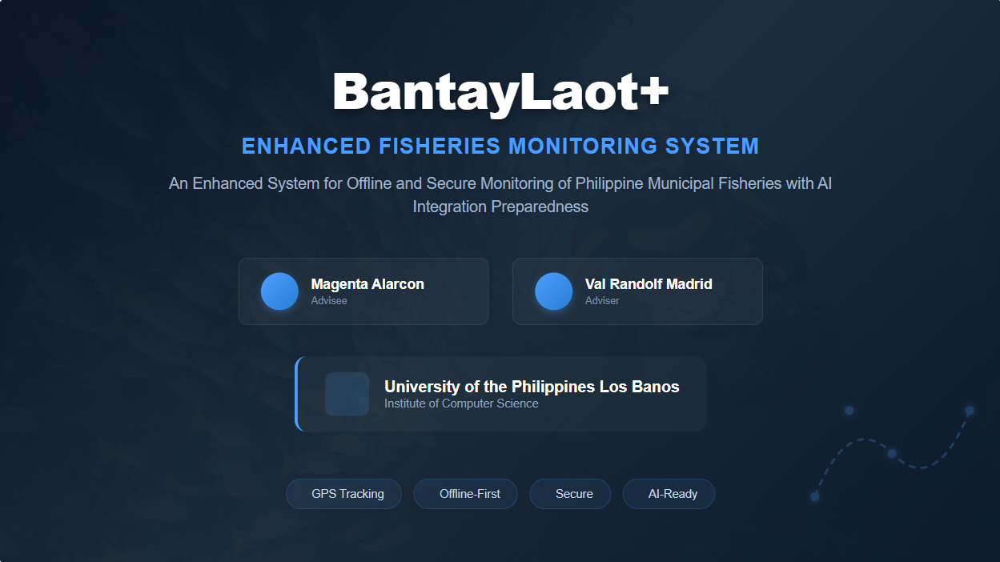 BantayLaot+
ENHANCED FISHERIES MONITORING SYSTEM
An Enhanced System for Offline and Secure Monitoring of Philippine Municipal Fisheries with AI
Integration Preparedness
Magenta Alarcon
Advisee
Val Randolf Madrid
Adviser
University of the Philippines Los Banos
Institute of Computer Science
GPS Tracking
Offline-First
Secure
AI-Ready